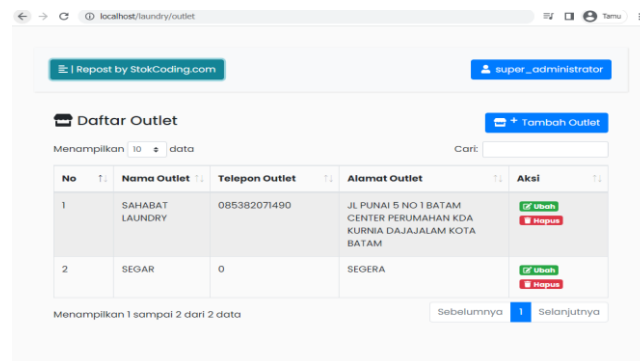 localhost/laundry/outlet
Tamu
| Repost by StokCoding.com
super_administrator
Daftar Outlet
+ Tambah Outlet
Menampilkan 10 data
Cari:
No Nama Outlet Telepon Outlet Alamat Outlet Aksi
1 SAHABAT LAUNDRY 085382071490 JL PUNAI 5 NO 1 BATAM
CENTER PERUMAHAN KDA
KURNIA DAJAJALAM KOTA
BATAM
Ubah
Hapus
2 SEGAR 0 SEGERA
Ubah
Hapus
Menampilkan 1 sampai 2 dari 2 data
Sebelumnya 1 Selanjutnya